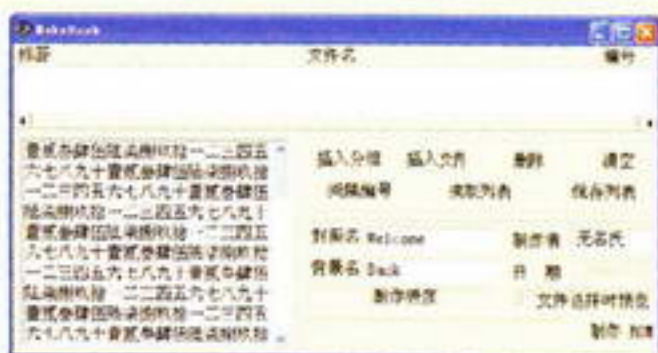 标签 文件名 编号
壹贰叁肆伍陆柒捌玖拾一二三四五
六七八九十壹贰叁肆伍陆柒捌玖拾
一二三四五六七八九十壹贰叁肆伍
陆柒捌玖拾一二三四五六七八九十
壹贰叁肆伍陆柒捌玖拾一二三四五
六七八九十壹贰叁肆伍陆柒捌玖拾
一二三四五六七八九十壹贰叁肆伍
陆柒捌玖拾一二三四五六七八九十
壹贰叁肆伍陆柒捌玖拾一二三四五
六七八九十壹贰叁肆伍陆柒捌玖拾
插入分组 插入文件 删除 清空
间隔编号 读取列表 保存列表
封面名 Welcome 制作者 无名氏
背景名 Back 日 期
制作进度 文件选择时预览
制作